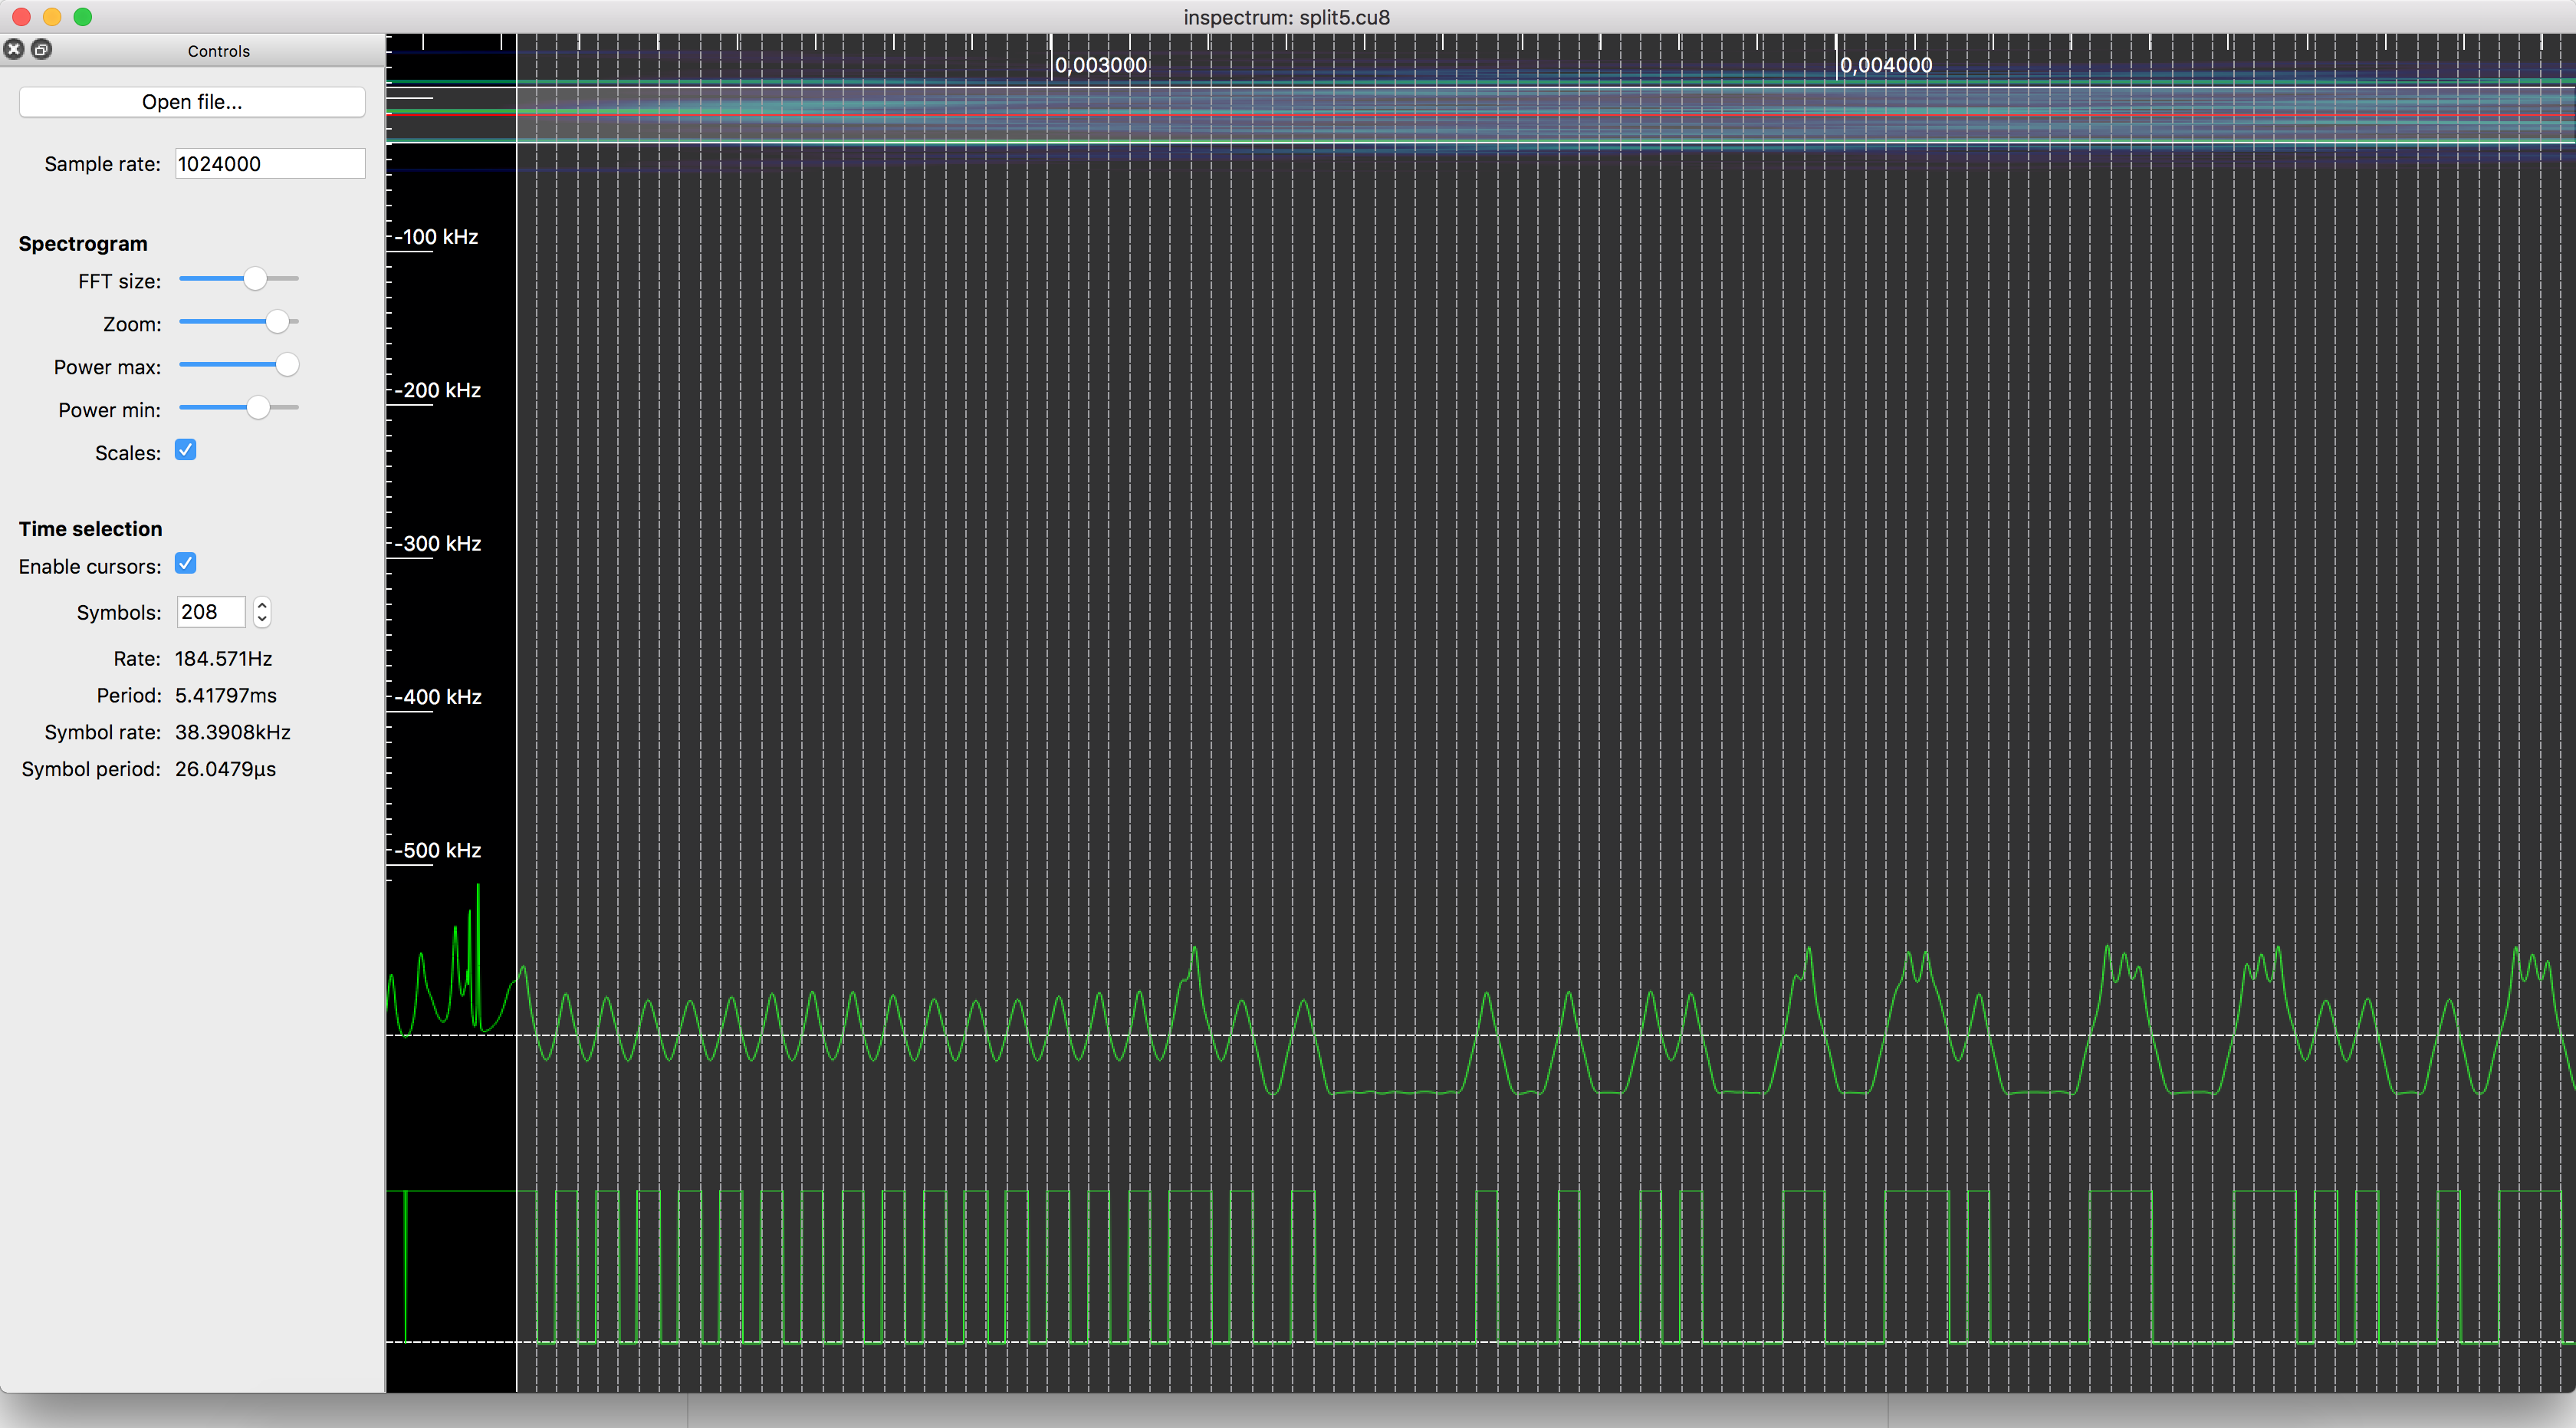 inspectrum: split5.cu8
Controls
Open file...
Sample rate: 1024000
Spectrogram
FFT size:
Zoom:
Power max:
Power min:
Scales:
Time selection
Enable cursors:
Symbols: 208
Rate: 184.571Hz
Period: 5.41797ms
Symbol rate: 38.3908kHz
Symbol period: 26.0479µs
0,003000
0,004000
-100 kHz
-200 kHz
-300 kHz
-400 kHz
-500 kHz